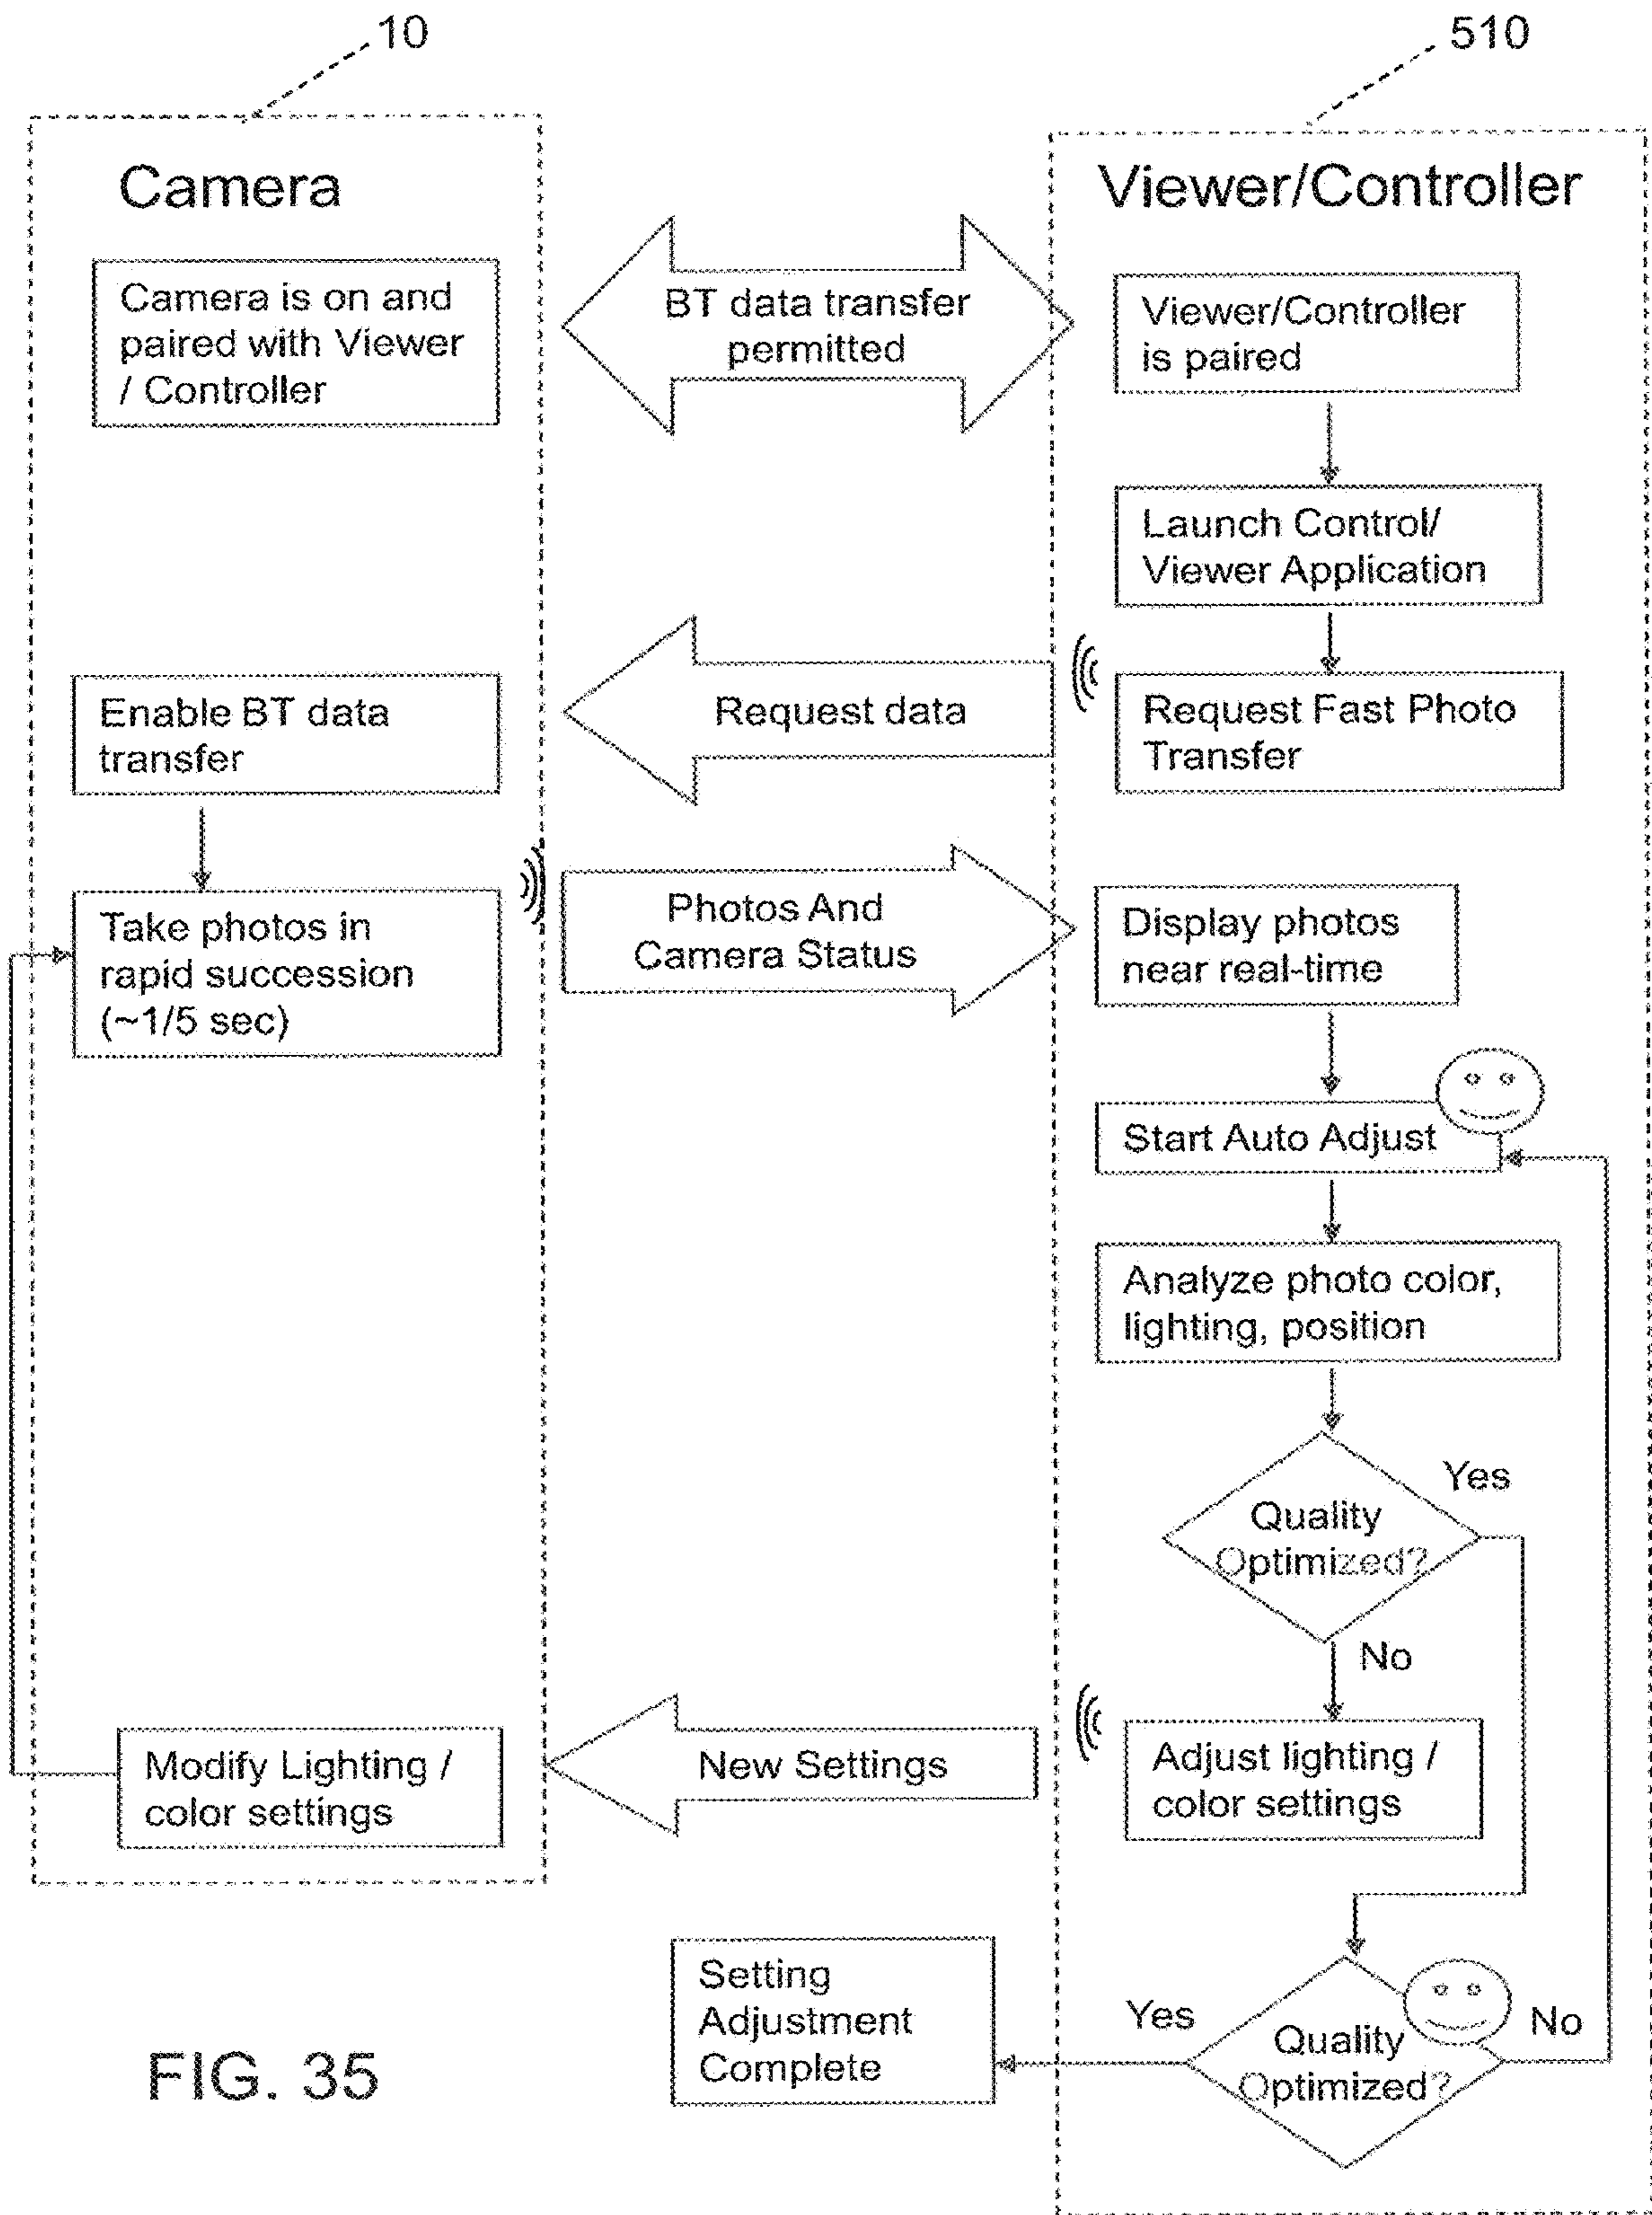 10
510
Camera
Viewer/Controller
Camera is on and
paired with Viewer
/ Controller
BT data transfer
permitted
Viewer/Controller
is paired
Launch Control/
Viewer Application
Enable BT data
transfer
Request data
Request Fast Photo
Transfer
Take photos in
rapid succession
(~1/5 sec)
Photos And
Camera Status
Display photos
near real-time
Start Auto Adjust
Analyze photo color,
lighting, position
Quality
Optimized?
Yes
No
Modify Lighting /
color settings
New Settings
Adjust lighting /
color settings
Setting
Adjustment
Complete
Yes
Quality
Optimized?
No
FIG. 35